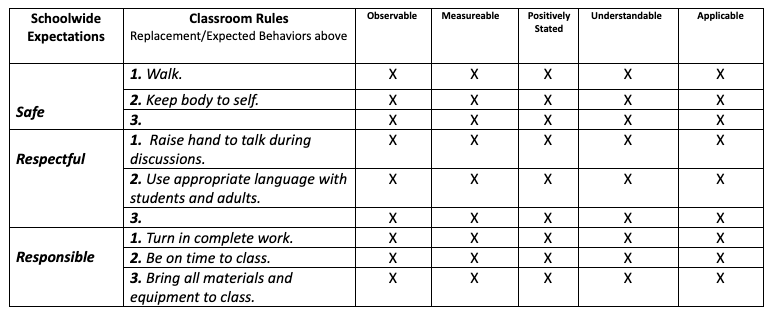 Schoolwide Expectations | Classroom Rules Replacement/Expected Behaviors above | Observable | Measureable | Positively Stated | Understandable | Applicable
Safe | 1. Walk. | X | X | X | X | X
2. Keep body to self. | X | X | X | X | X
3. | X | X | X | X | X
Respectful | 1. Raise hand to talk during discussions. | X | X | X | X | X
2. Use appropriate language with students and adults. | X | X | X | X | X
3. | X | X | X | X | X
Responsible | 1. Turn in complete work. | X | X | X | X | X
2. Be on time to class. | X | X | X | X | X
3. Bring all materials and equipment to class. | X | X | X | X | X